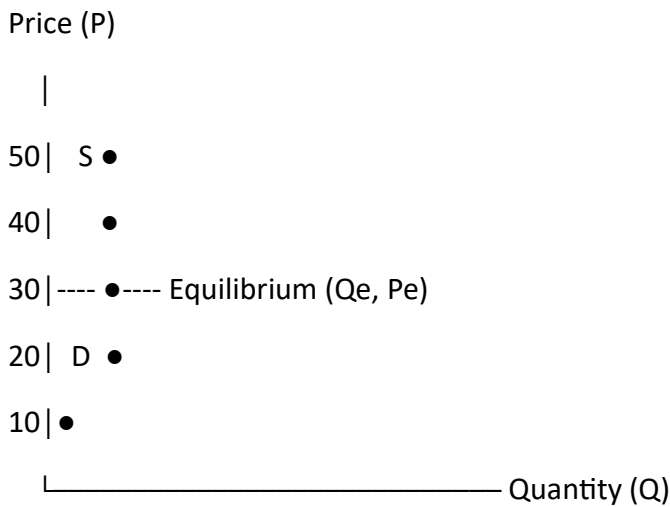 Price (P)
|
50| S ●
40| ●
30|---- ●---- Equilibrium (Qe, Pe)
20| D ●
10|●
└──────────────────────────── Quantity (Q)